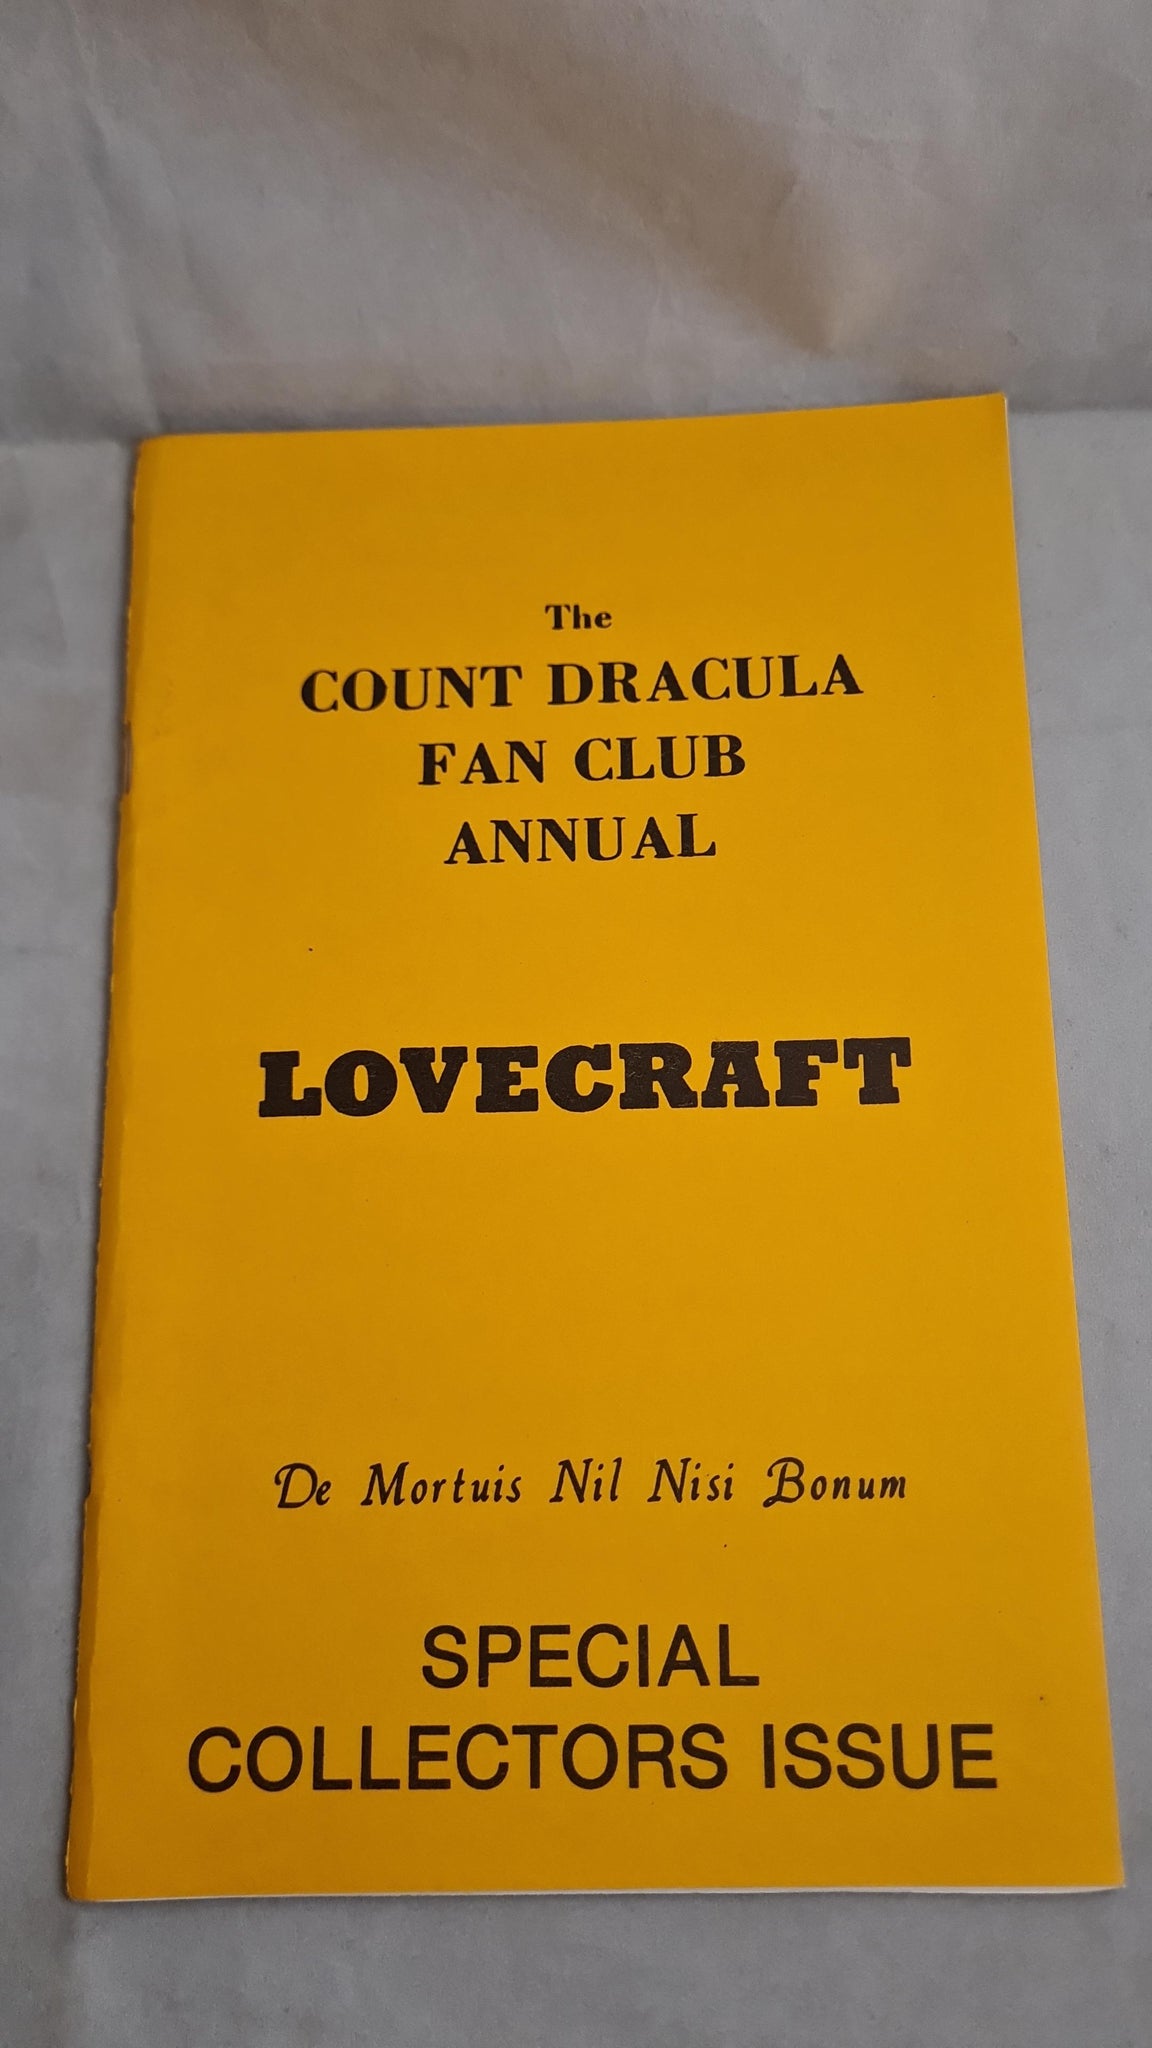 The
COUNT DRACULA
FAN CLUB
ANNUAL
LOVECRAFT
De Mortuis Nil Nisi Bonum
SPECIAL
COLLECTORS ISSUE